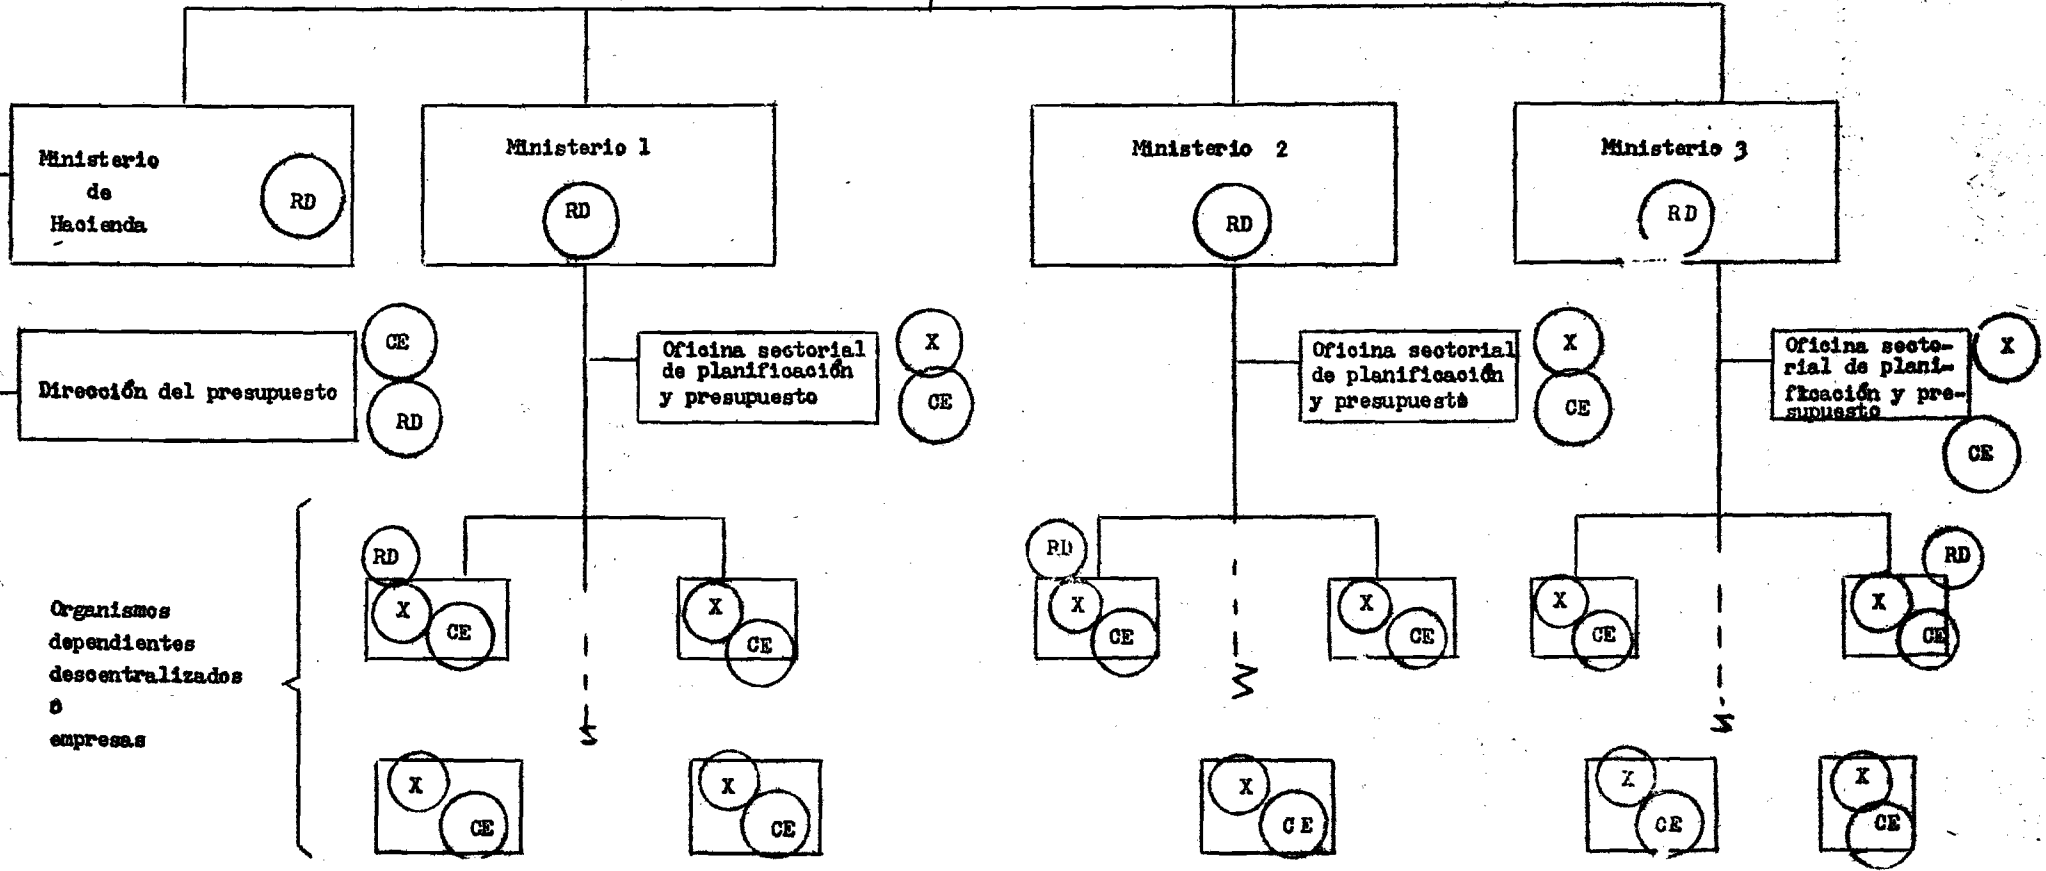 Ministerio
de
Hacienda
RD
Ministerio 1
RD
Ministerio 2
RD
Ministerio 3
RD
Dirección del presupuesto
CE
RD
Oficina sectorial
de planificación
y presupuesto
X
CE
Oficina sectorial
de planificación
y presupuesto
X
CE
Oficina secto-
rial de plani-
ficación y pre-
supuesto
X
CE
Organismos
dependientes
descentralizados
o
empresas
RD
X
CE
X
CE
RD
X
CE
X
CE
X
CE
RD
X
CE
X
CE
X
CE
X
CE
X
CE
X
CE